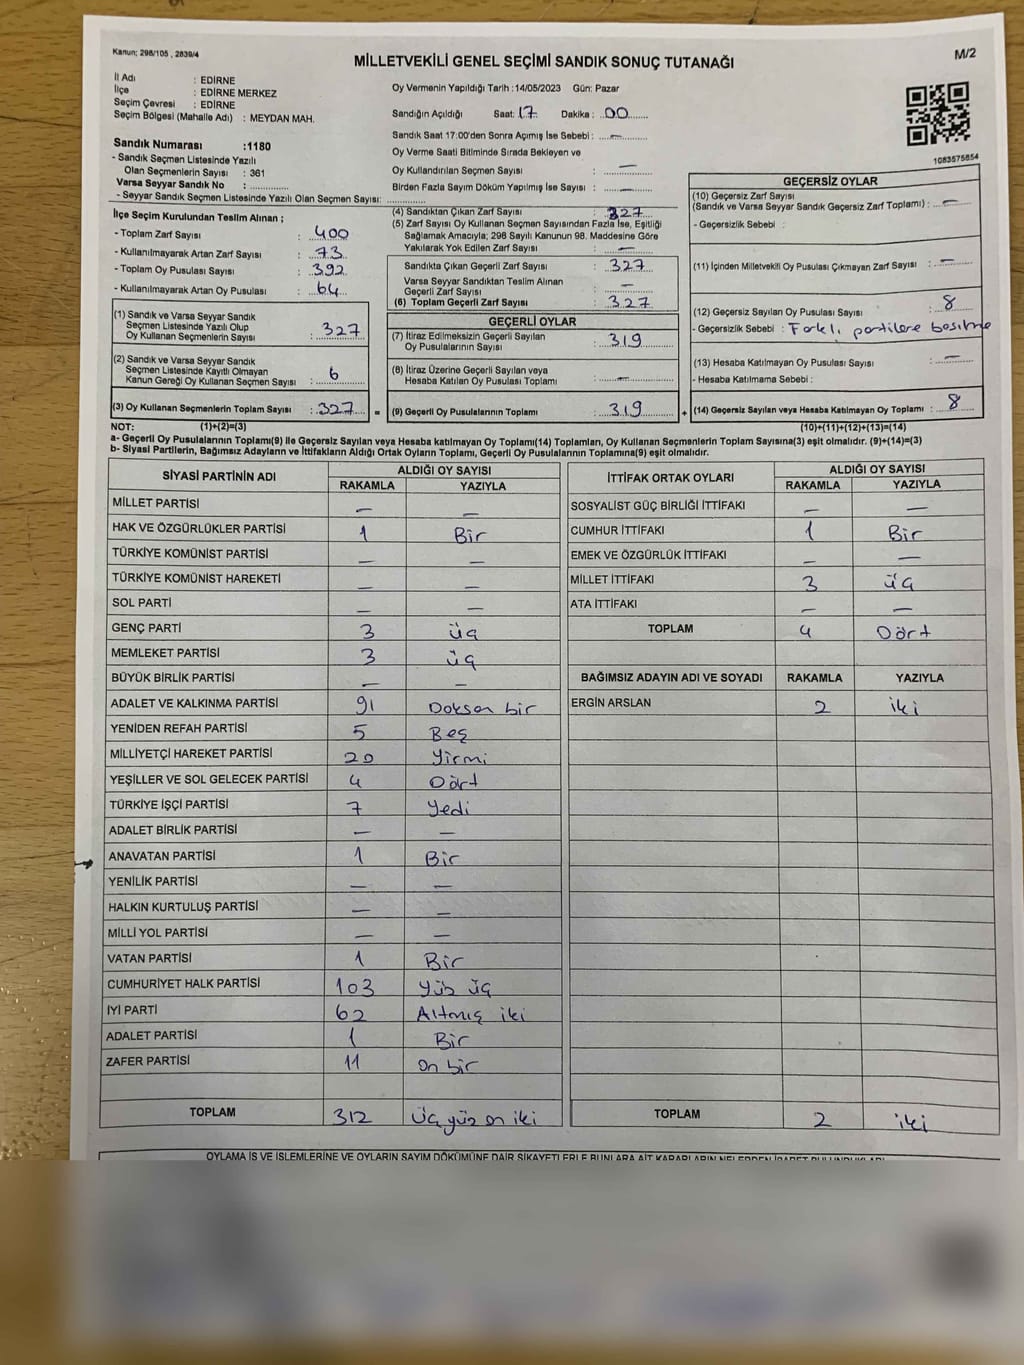 Kanun; 298/105 , 2839/4
M/2
MİLLETVEKİLİ GENEL SEÇİMİ SANDIK SONUÇ TUTANAĞI
İl Adı : EDİRNE
İlçe : EDİRNE MERKEZ
Seçim Çevresi : EDİRNE
Seçim Bölgesi (Mahalle Adı) : MEYDAN MAH.
Sandık Numarası :1180
- Sandık Seçmen Listesinde Yazılı
Olan Seçmenlerin Sayısı : 361
Varsa Seyyar Sandık No : ..............
- Seyyar Sandık Seçmen Listesinde Yazılı Olan Seçmen Sayısı: ..............
İlçe Seçim Kurulundan Teslim Alınan ;
- Toplam Zarf Sayısı : 400
- Kullanılmayarak Artan Zarf Sayısı : 73
- Toplam Oy Pusulası Sayısı : 392
- Kullanılmayarak Artan Oy Pusulası : 64
(1) Sandık ve Varsa Seyyar Sandık
Seçmen Listesinde Yazılı Olup
Oy Kullanan Seçmenlerin Sayısı : 327
(2) Sandık ve Varsa Seyyar Sandık
Seçmen Listesinde Kayıtlı Olmayan
Kanun Gereği Oy Kullanan Seçmen Sayısı : 6
(3) Oy Kullanan Seçmenlerin Toplam Sayısı : 327 =
Oy Vermenin Yapıldığı Tarih :14/05/2023 Gün: Pazar
Sandığın Açıldığı Saat: 17 Dakika : 00
Sandık Saat 17:00'den Sonra Açımış İse Sebebi : —
Oy Verme Saati Bitiminde Sırada Bekleyen ve
Oy Kullandırılan Seçmen Sayısı : —
Birden Fazla Sayım Döküm Yapılmış İse Sayısı : —
(4) Sandıktan Çıkan Zarf Sayısı : 327
(5) Zarf Sayısı Oy Kullanan Seçmen Sayısından Fazla İse, Eşitliği
Sağlamak Amacıyla; 298 Sayılı Kanunun 98. Maddesine Göre
Yakılarak Yok Edilen Zarf Sayısı : —
Sandıkta Çıkan Geçerli Zarf Sayısı : 327
Varsa Seyyar Sandıktan Teslim Alınan
Geçerli Zarf Sayısı : —
(6) Toplam Geçerli Zarf Sayısı : 327
GEÇERLİ OYLAR
(7) İtiraz Edilmeksizin Geçerli Sayılan
Oy Pusulalarının Sayısı : 319
(8) İtiraz Üzerine Geçerli Sayılan veya
Hesaba Katılan Oy Pusulası Toplamı : —
(9) Geçerli Oy Pusulalarının Toplamı : 319 +
1083575854
GEÇERSİZ OYLAR
(10) Geçersiz Zarf Sayısı
(Sandık ve Varsa Seyyar Sandık Geçersiz Zarf Toplamı) : —
- Geçersizlik Sebebi :
(11) İçinden Milletvekili Oy Pusulası Çıkmayan Zarf Sayısı : —
(12) Geçersiz Sayılan Oy Pusulası Sayısı : 8
- Geçersizlik Sebebi : Farklı partilere basılma
(13) Hesaba Katılmayan Oy Pusulası Sayısı : —
- Hesaba Katılmama Sebebi :
(14) Geçersiz Sayılan veya Hesaba Katılmayan Oy Toplamı : 8
NOT: (1)+(2)=(3) (10)+(11)+(12)+(13)=(14)
a- Geçerli Oy Pusulalarının Toplamı(9) ile Geçersiz Sayılan veya Hesaba katılmayan Oy Toplamı(14) Toplamları, Oy Kullanan Seçmenlerin Toplam Sayısına(3) eşit olmalıdır. (9)+(14)=(3)
b- Siyasi Partilerin, Bağımsız Adayların ve İttifakların Aldığı Ortak Oyların Toplamı, Geçerli Oy Pusulalarının Toplamına(9) eşit olmalıdır.
SİYASİ PARTİNİN ADI ALDIĞI OY SAYISI
RAKAMLA YAZIYLA
MİLLET PARTİSİ — —
HAK VE ÖZGÜRLÜKLER PARTİSİ 1 Bir
TÜRKİYE KOMÜNİST PARTİSİ — —
TÜRKİYE KOMÜNİST HAREKETİ — —
SOL PARTİ — —
GENÇ PARTİ 3 üç
MEMLEKET PARTİSİ 3 üç
BÜYÜK BİRLİK PARTİSİ — —
ADALET VE KALKINMA PARTİSİ 91 Doksan bir
YENİDEN REFAH PARTİSİ 5 Beş
MİLLİYETÇİ HAREKET PARTİSİ 20 Yirmi
YEŞİLLER VE SOL GELECEK PARTİSİ 4 Dört
TÜRKİYE İŞÇİ PARTİSİ 7 Yedi
ADALET BİRLİK PARTİSİ — —
ANAVATAN PARTİSİ 1 Bir
YENİLİK PARTİSİ — —
HALKIN KURTULUŞ PARTİSİ — —
MİLLİ YOL PARTİSİ — —
VATAN PARTİSİ 1 Bir
CUMHURİYET HALK PARTİSİ 103 Yüz üç
İYİ PARTİ 62 Altmış iki
ADALET PARTİSİ 1 Bir
ZAFER PARTİSİ 11 On bir
TOPLAM 312 Üç yüz on iki
İTTİFAK ORTAK OYLARI ALDIĞI OY SAYISI
RAKAMLA YAZIYLA
SOSYALİST GÜÇ BİRLİĞİ İTTİFAKI — —
CUMHUR İTTİFAKI 1 Bir
EMEK VE ÖZGÜRLÜK İTTİFAKI — —
MİLLET İTTİFAKI 3 üç
ATA İTTİFAKI — —
TOPLAM 4 Dört
BAĞIMSIZ ADAYIN ADI VE SOYADI RAKAMLA YAZIYLA
ERGİN ARSLAN 2 iki
TOPLAM 2 iki
OYLAMA İŞ VE İŞLEMLERİNE VE OYLARIN SAYIM DÖKÜMÜNE DAİR ŞİKAYETLERLE BUNLARA AİT KARARLARIN